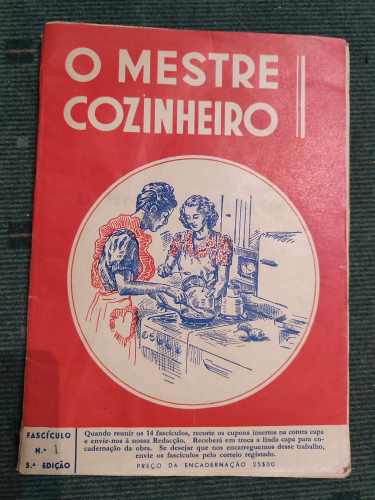 O MESTRE
COZINHEIRO
FASCÍCULO
N.º 1
5.ª EDIÇÃO
Quando reunir os 14 fascículos, recorte os cupons insertos na contra capa
e envie-nos à nossa Redacção. Receberá em troca a linda capa para en-
cadernação da obra. Se desejar que nos encarreguemos desse trabalho,
envie os fascículos pelo correio registado.
PREÇO DA ENCADERNAÇÃO 25$00